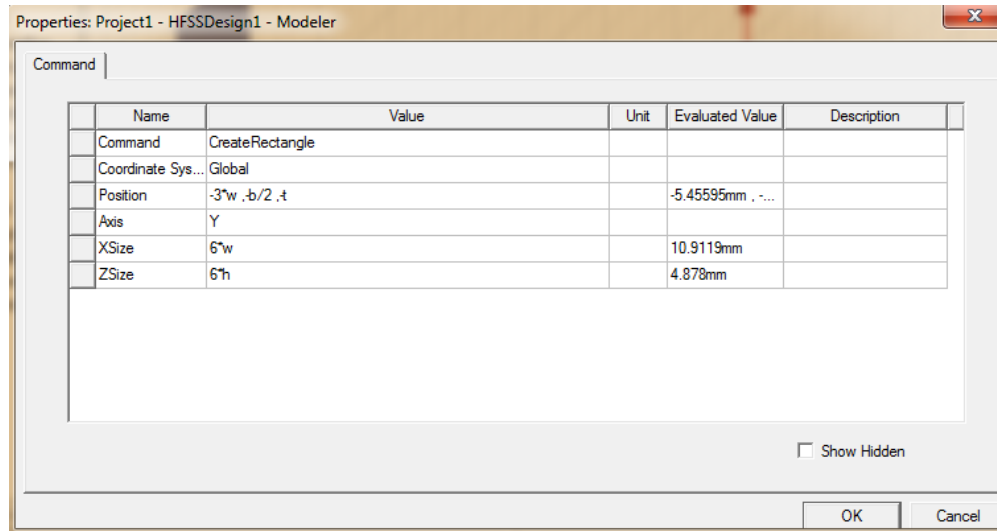 Properties: Project1 - HFSSDesign1 - Modeler
Command
Name Value Unit Evaluated Value Description
Command CreateRectangle
Coordinate Sys... Global
Position -3*w ,-b/2 ,-t -5.45595mm , -...
Axis Y
XSize 6*w 10.9119mm
ZSize 6*h 4.878mm
Show Hidden
OK Cancel